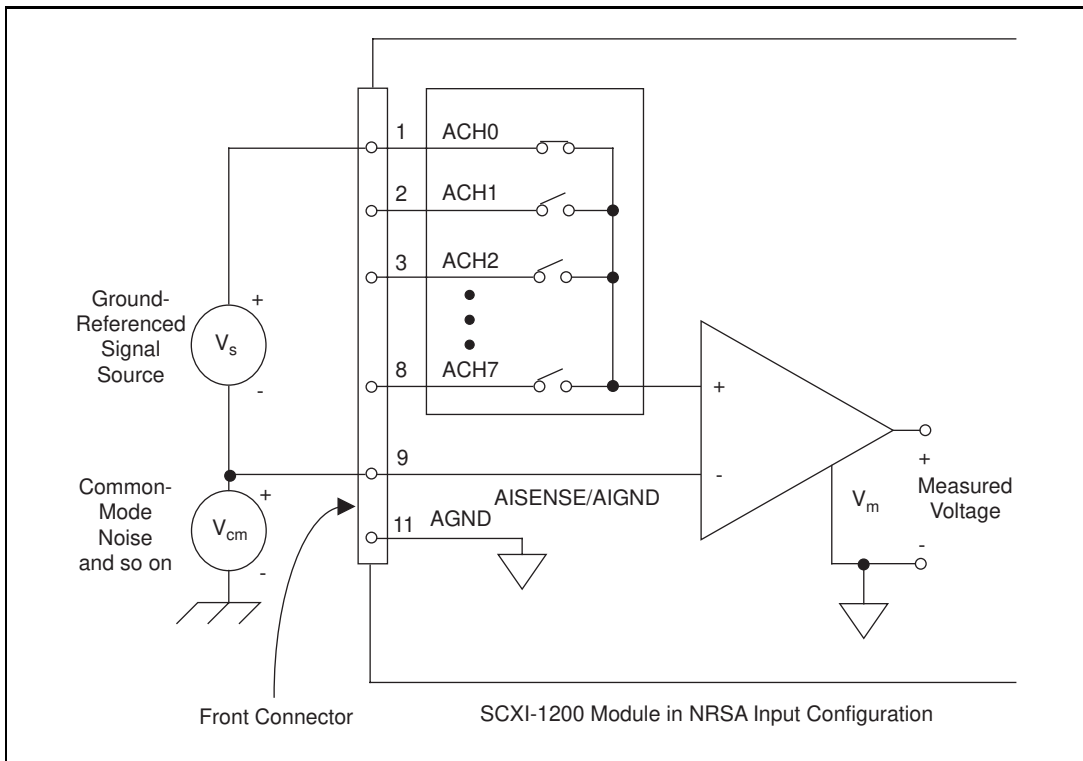 1 ACH0
2 ACH1
3 ACH2
Ground-
Referenced
Signal
Source
+
Vs
-
8 ACH7
+
-
9
AISENSE/AIGND
Common-
Mode
Noise
and so on
+
Vcm
-
11 AGND
Vm
+
Measured
Voltage
-
Front Connector
SCXI-1200 Module in NRSA Input Configuration